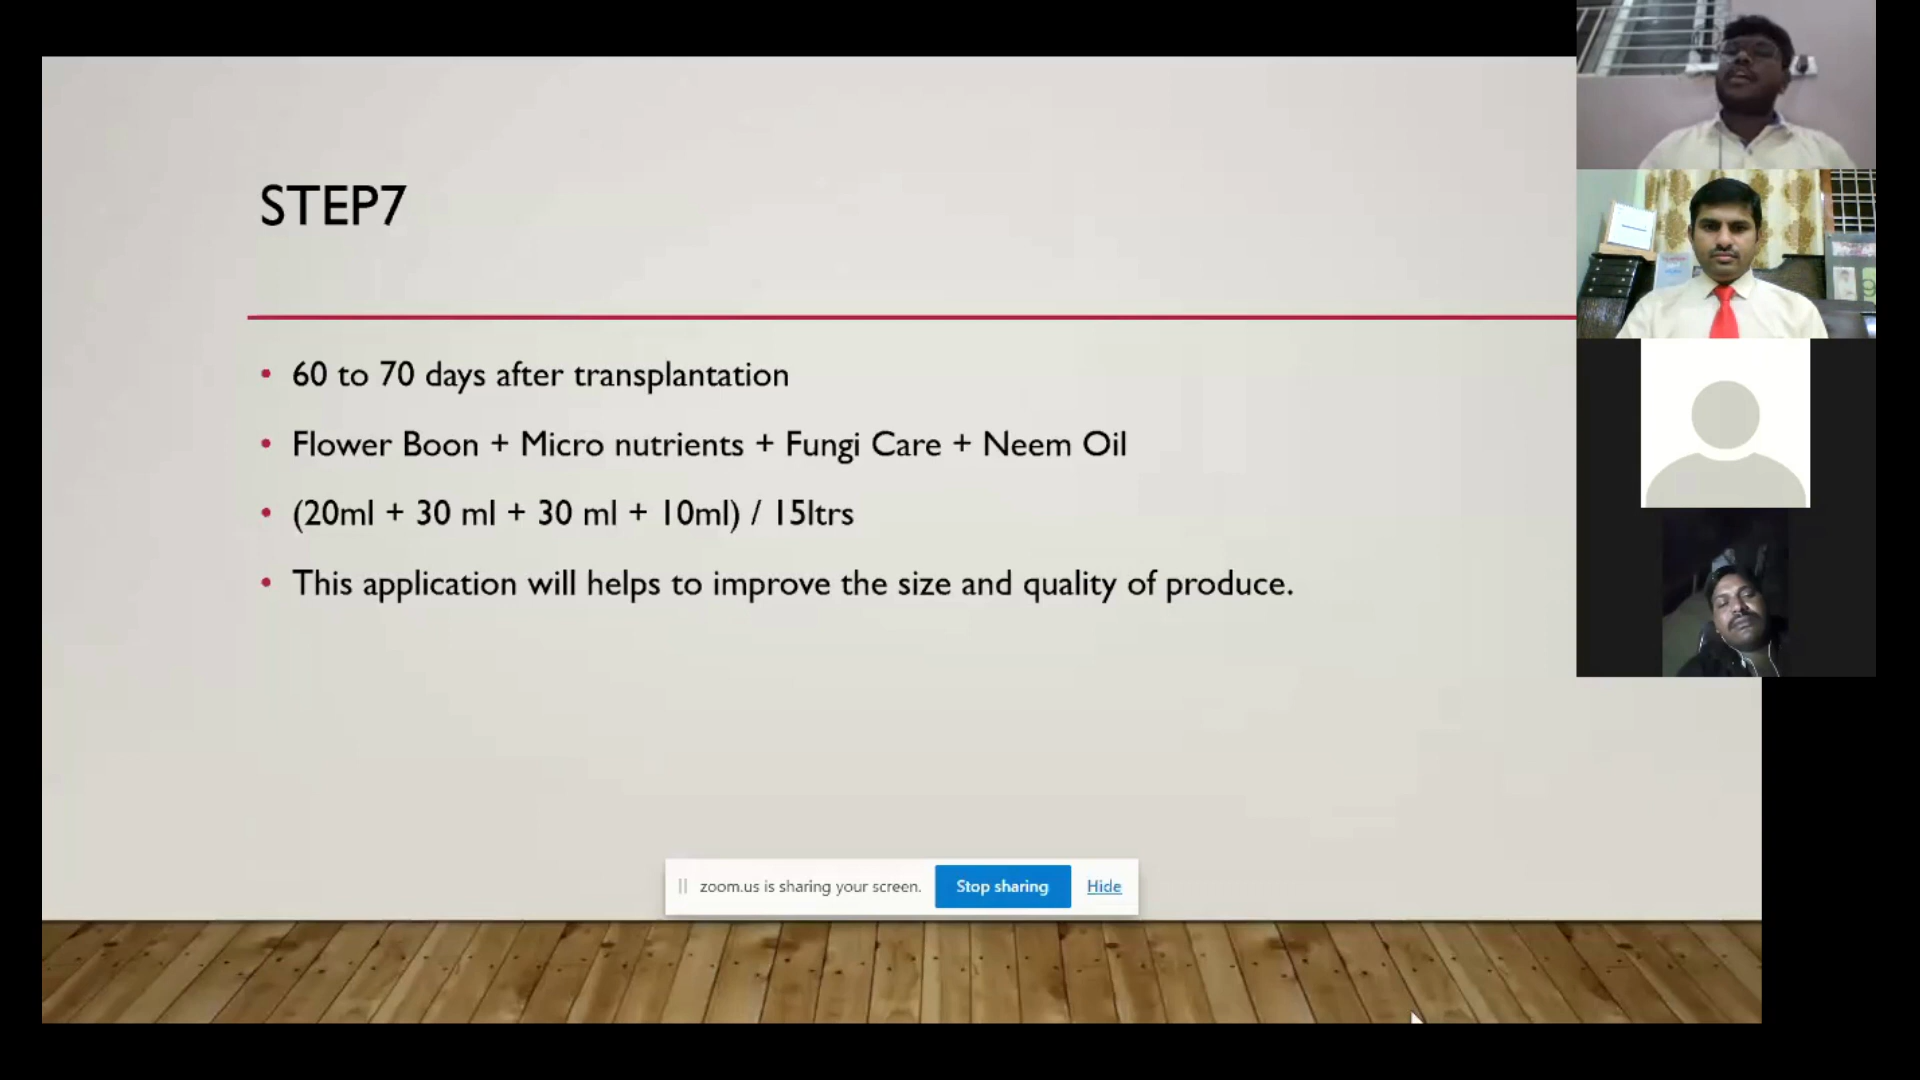 STEP7
• 60 to 70 days after transplantation
• Flower Boon + Micro nutrients + Fungi Care + Neem Oil
• (20ml + 30 ml + 30 ml + 10ml) / 15ltrs
• This application will helps to improve the size and quality of produce.
zoom.us is sharing your screen. Stop sharing Hide